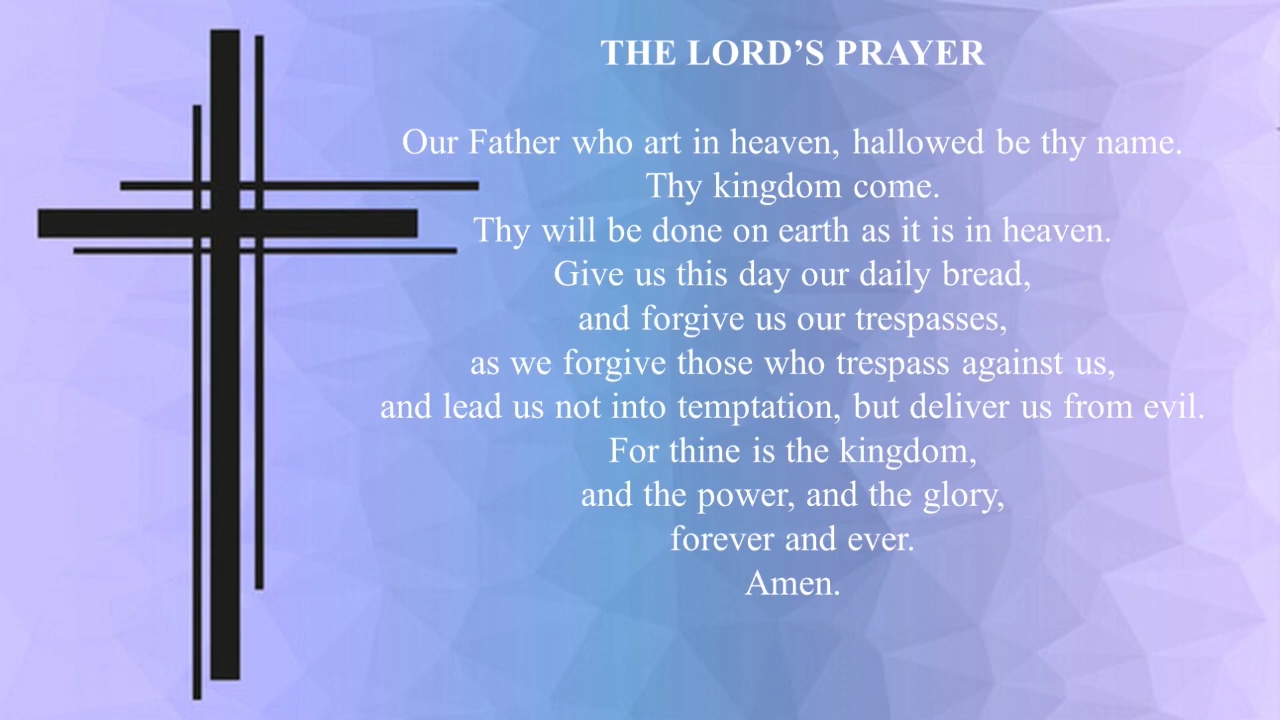 THE LORD’S PRAYER
Our Father who art in heaven, hallowed be thy name.
Thy kingdom come.
Thy will be done on earth as it is in heaven.
Give us this day our daily bread,
and forgive us our trespasses,
as we forgive those who trespass against us,
and lead us not into temptation, but deliver us from evil.
For thine is the kingdom,
and the power, and the glory,
forever and ever.
Amen.